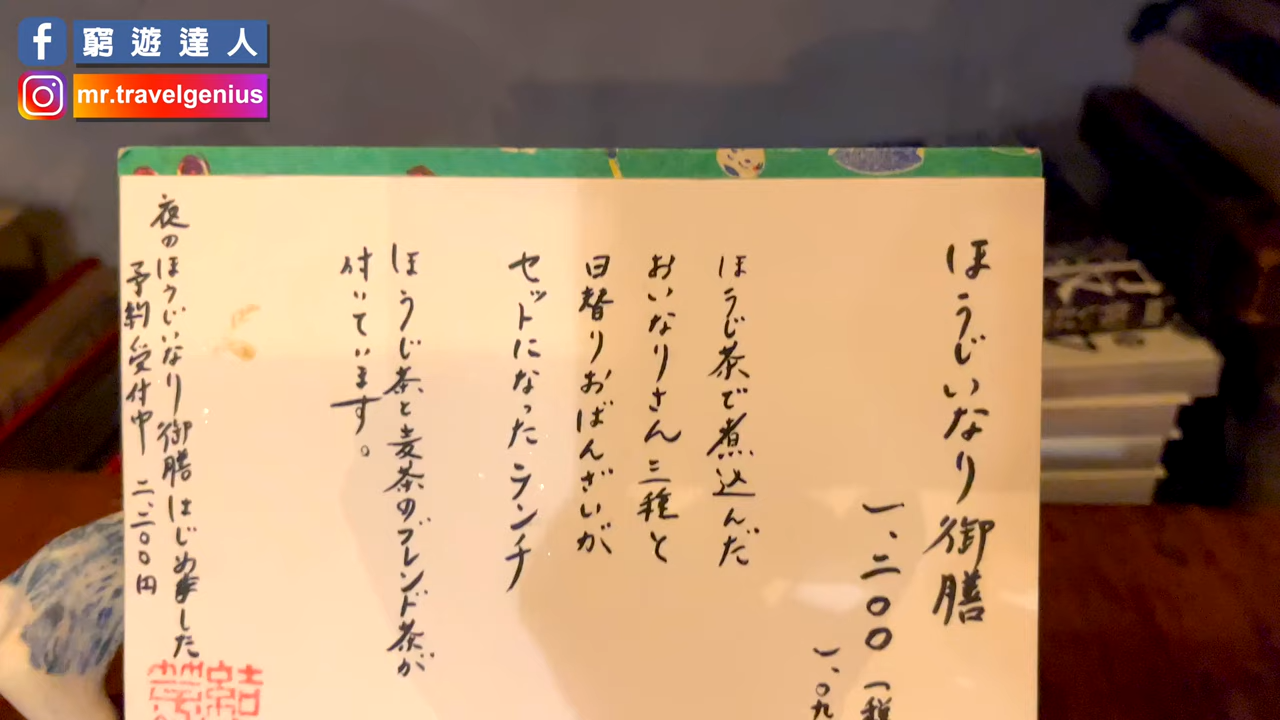 窮遊達人
mr.travelgenius
ほうじいなり御膳
一、二〇〇
ほうじ茶で煮込んだ
おいなりさん三種と
日替りおばんざいが
セットになったランチ
ほうじ茶と麦茶のブレンド茶が
付いています。
夜のほうじいなり御膳はじめました
予約受付中 二、二〇〇円